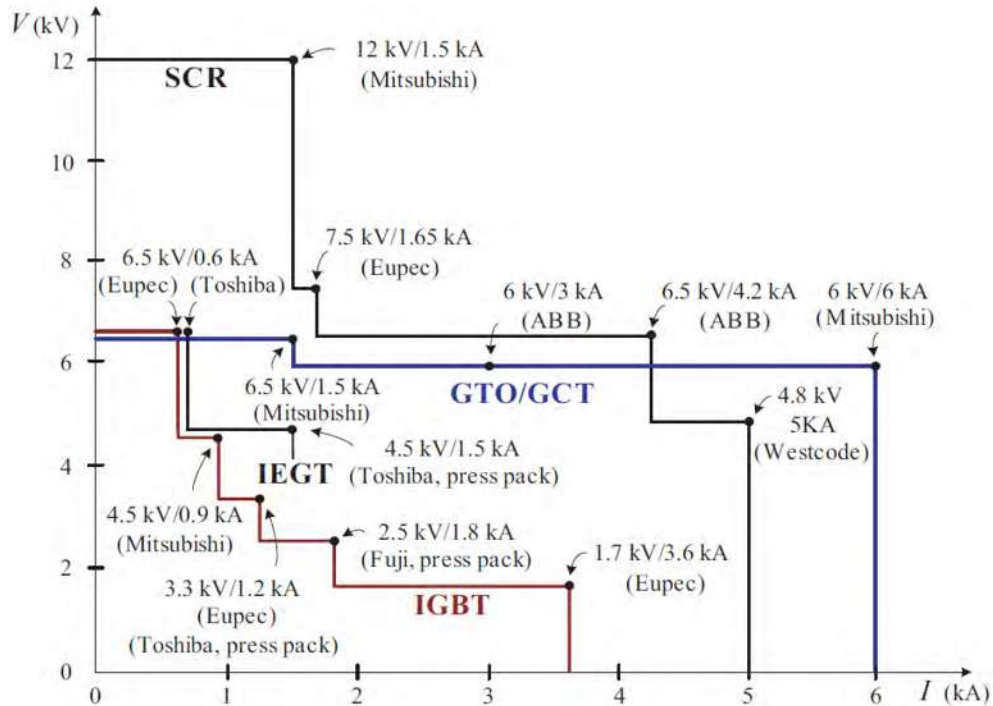 V (kV)
12
10
8
6
4
2
0
SCR
12 kV/1.5 kA
(Mitsubishi)
7.5 kV/1.65 kA
(Eupec)
6.5 kV/0.6 kA
(Eupec) (Toshiba)
6 kV/3 kA
(ABB)
6.5 kV/4.2 kA
(ABB)
6 kV/6 kA
(Mitsubishi)
6.5 kV/1.5 kA
(Mitsubishi)
GTO/GCT
4.8 kV
5KA
(Westcode)
4.5 kV/1.5 kA
(Toshiba, press pack)
IEGT
4.5 kV/0.9 kA
(Mitsubishi)
2.5 kV/1.8 kA
(Fuji, press pack)
1.7 kV/3.6 kA
(Eupec)
3.3 kV/1.2 kA
(Eupec)
(Toshiba, press pack)
IGBT
0 1 2 3 4 5 6 I (kA)